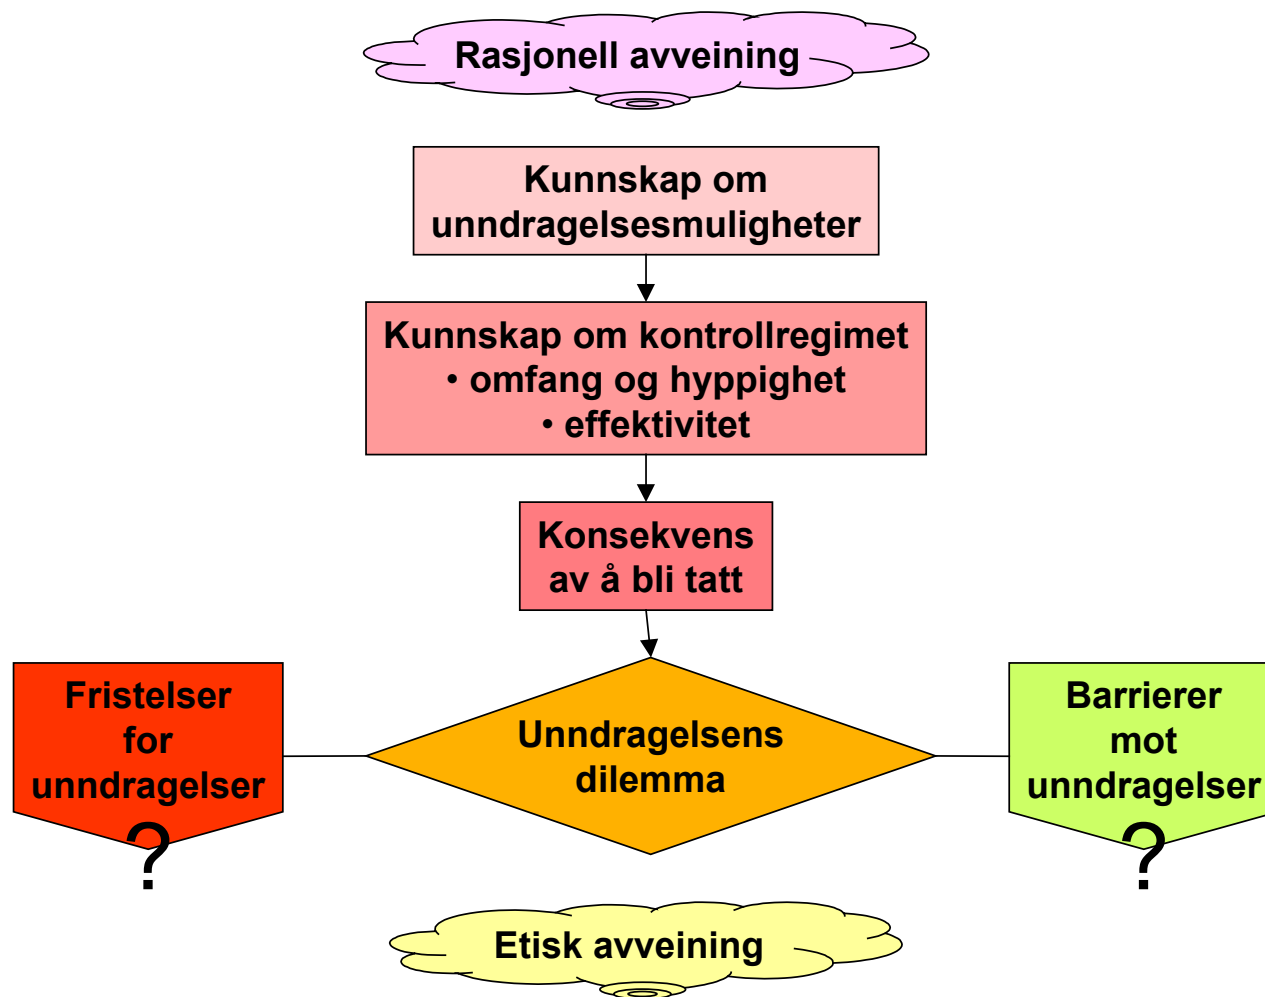 Rasjonell avveining
Kunnskap om
unndragelsesmuligheter
Kunnskap om kontrollregimet
• omfang og hyppighet
• effektivitet
Konsekvens
av å bli tatt
Fristelser
for
unndragelser
?
Unndragelsens
dilemma
Barrierer
mot
unndragelser
?
Etisk avveining